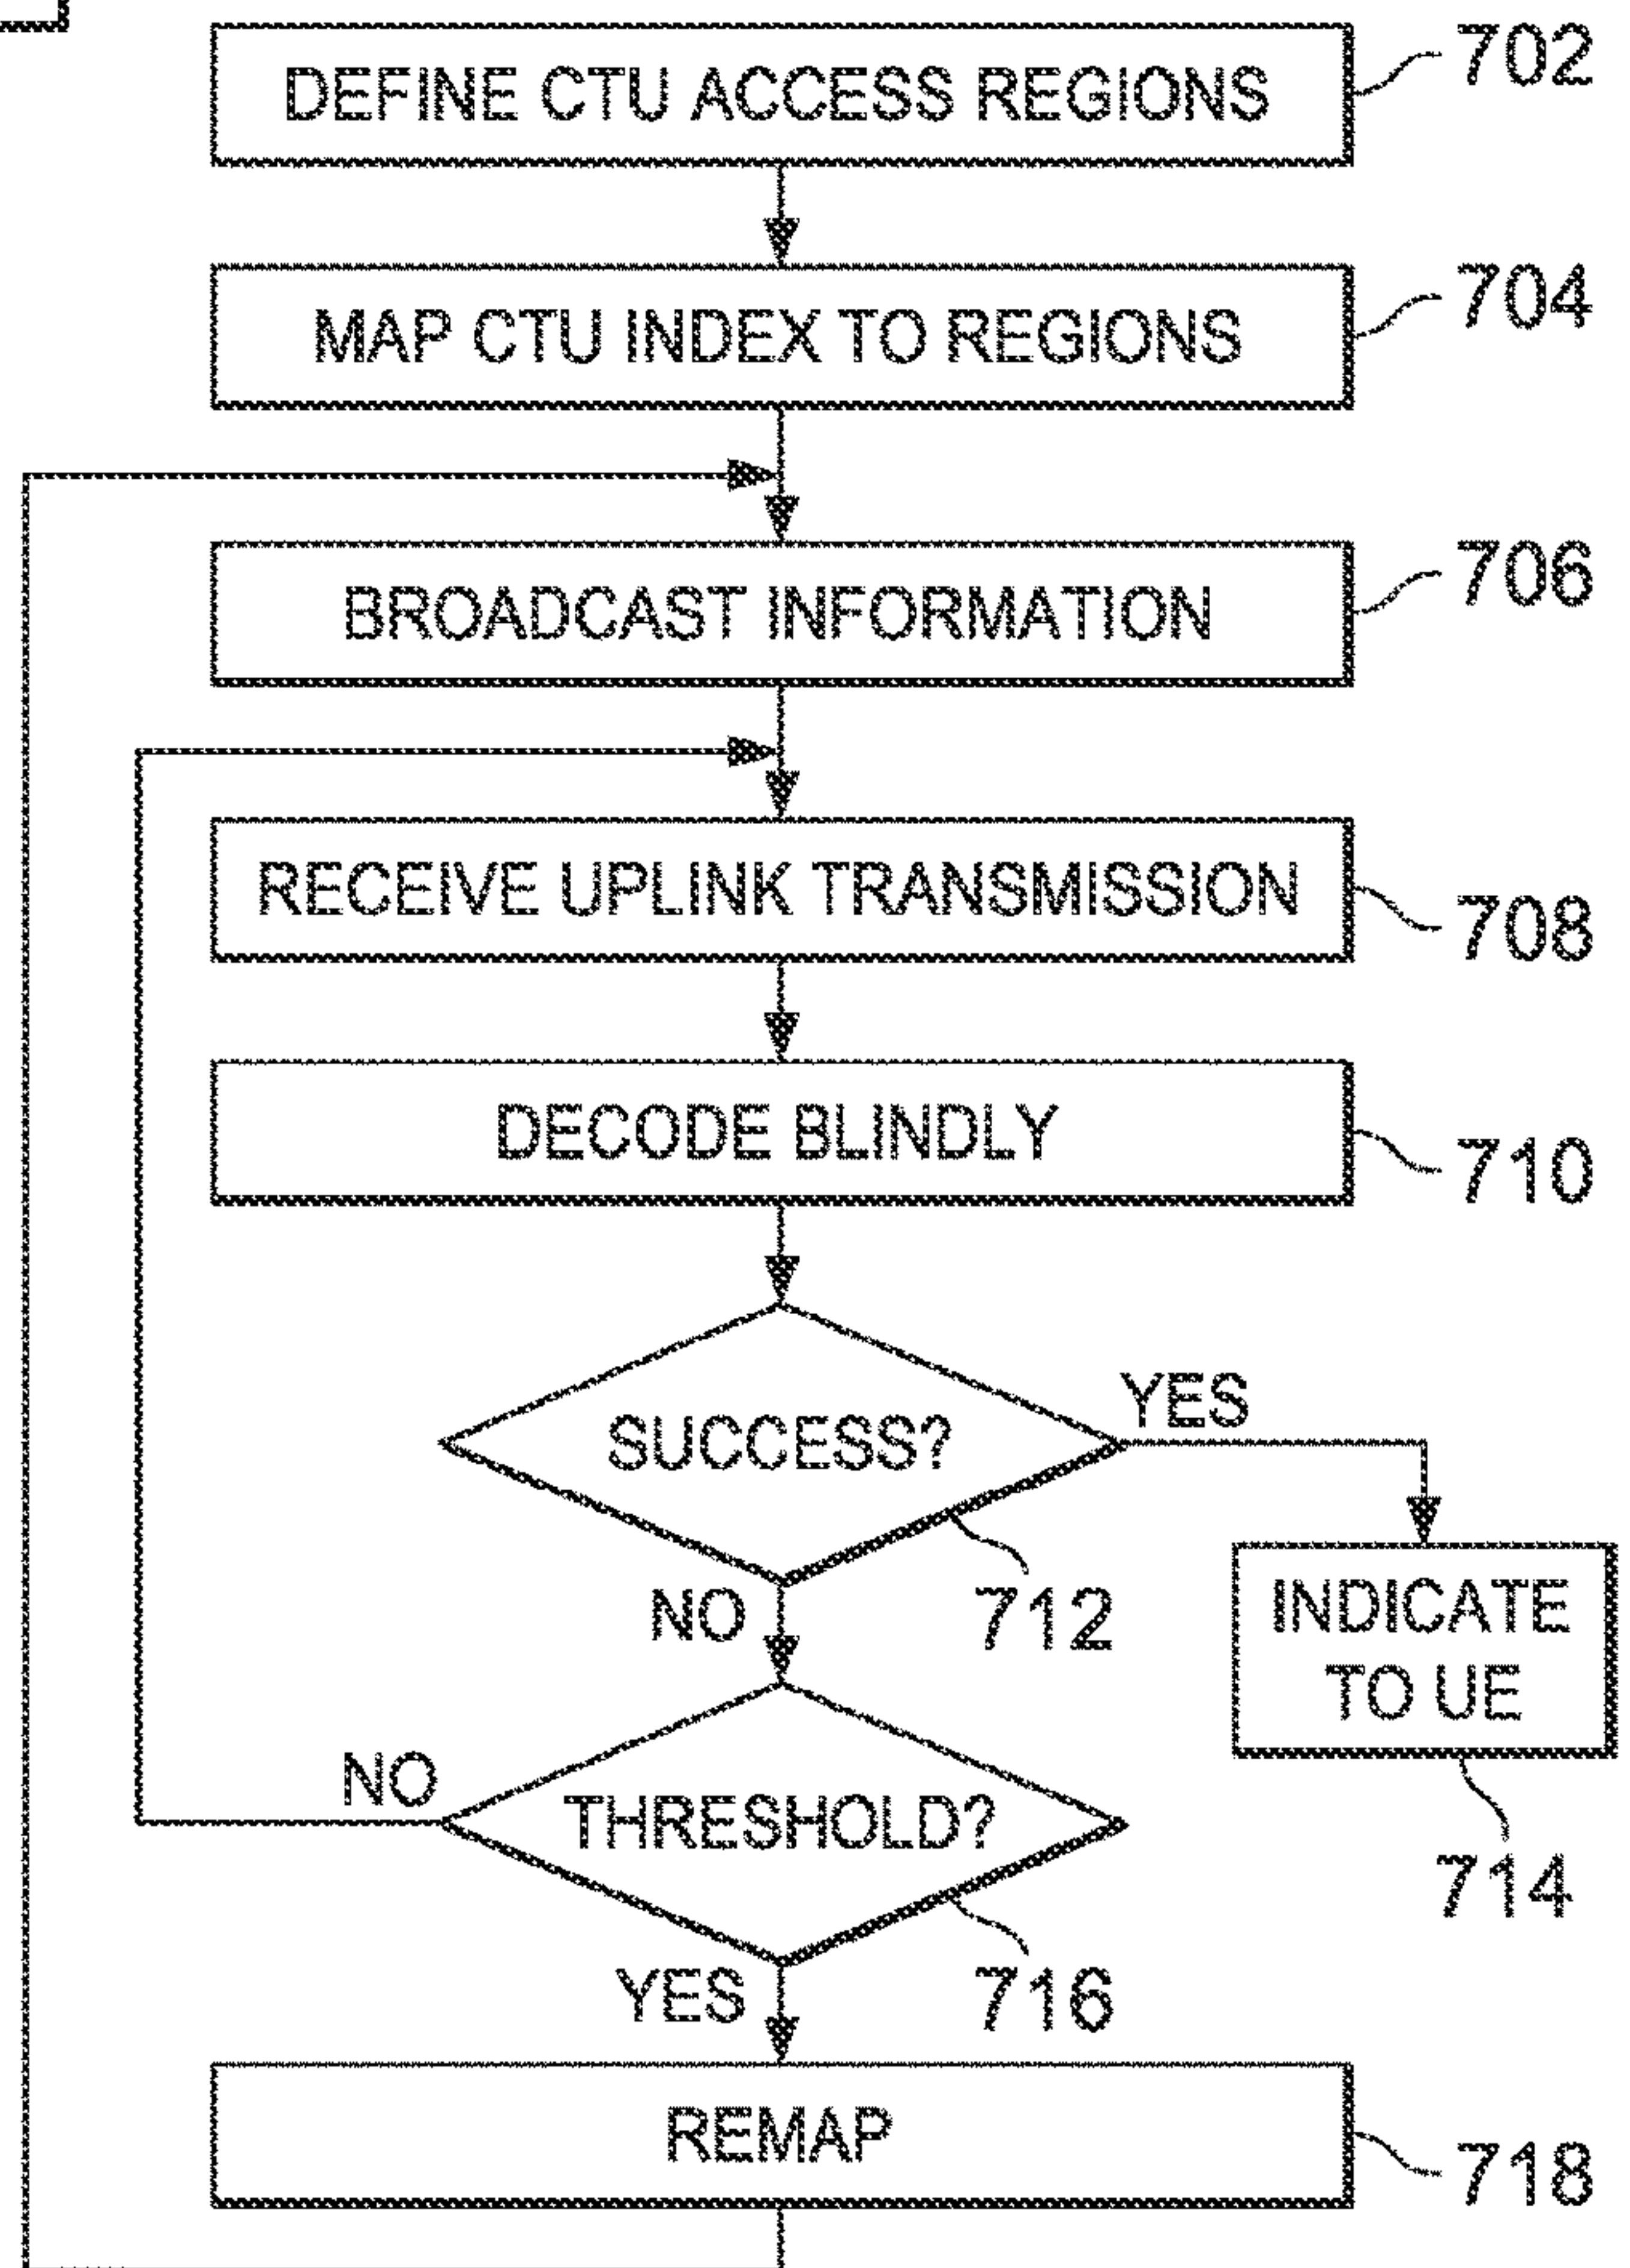 DEFINE CTU ACCESS REGIONS
702
MAP CTU INDEX TO REGIONS
704
BROADCAST INFORMATION
706
RECEIVE UPLINK TRANSMISSION
708
DECODE BLINDLY
710
SUCCESS?
YES
712
NO
INDICATE
TO UE
714
THRESHOLD?
NO
716
YES
REMAP
718